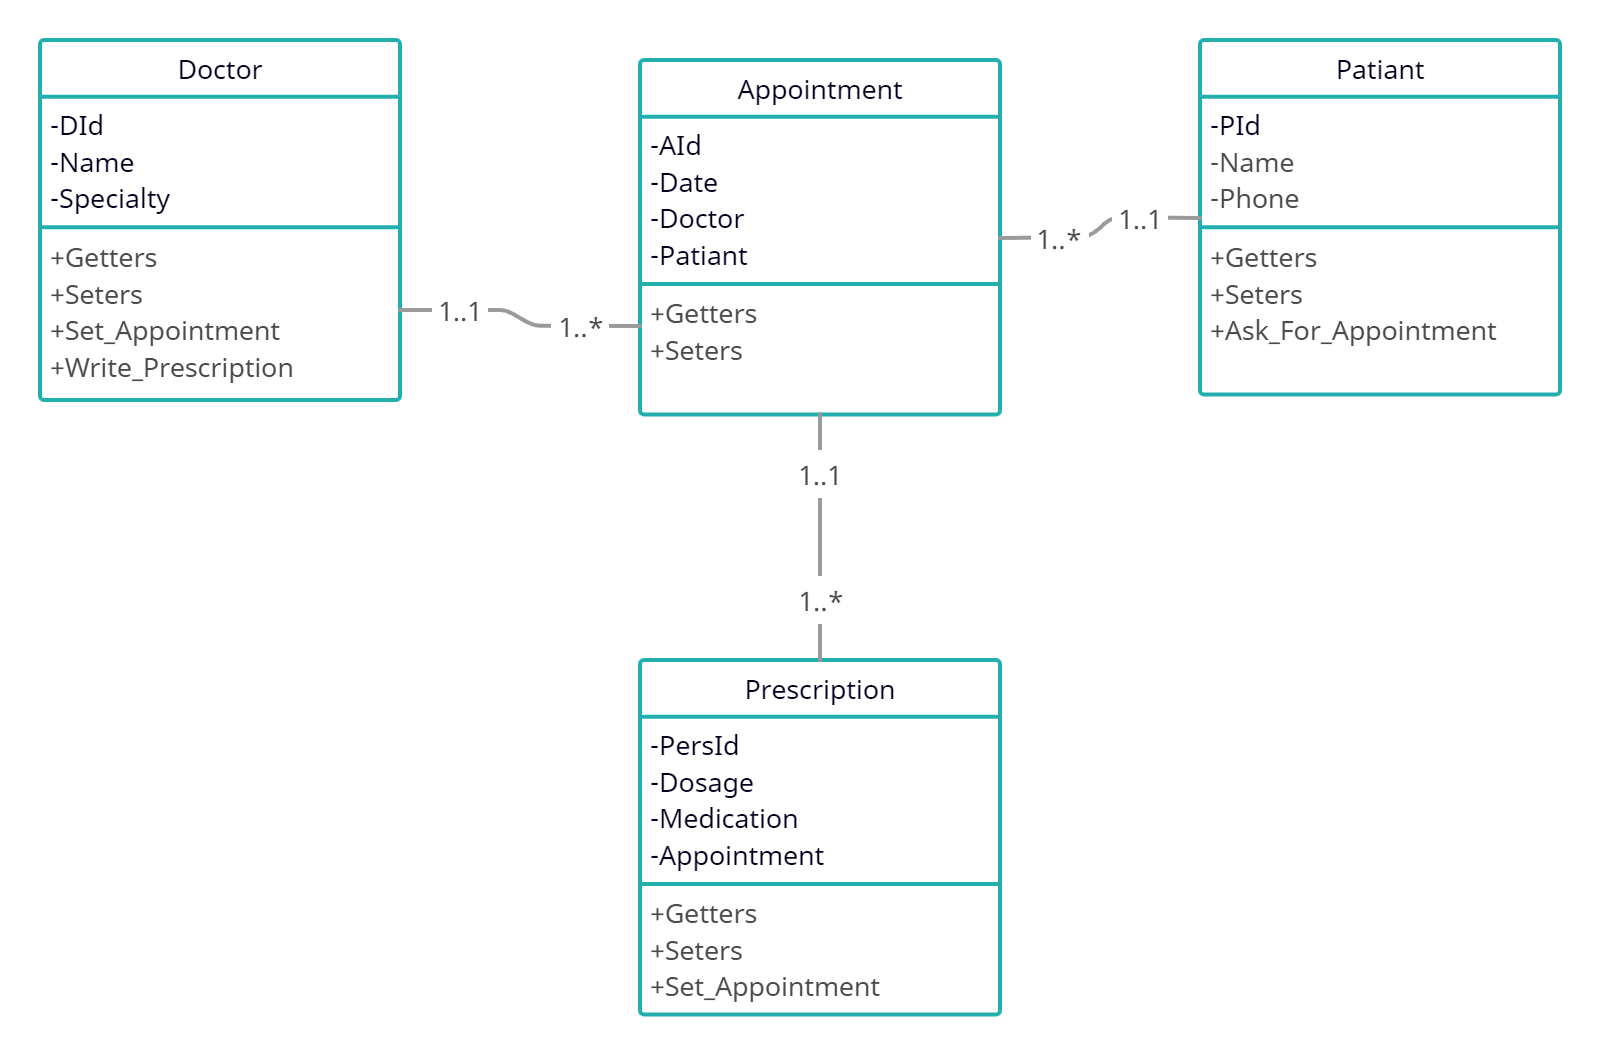 Doctor
-DId
-Name
-Specialty
+Getters
+Seters
+Set_Appointment
+Write_Prescription
1..1
1..*
Appointment
-AId
-Date
-Doctor
-Patiant
+Getters
+Seters
1..*
1..1
Patiant
-PId
-Name
-Phone
+Getters
+Seters
+Ask_For_Appointment
1..1
1..*
Prescription
-PersId
-Dosage
-Medication
-Appointment
+Getters
+Seters
+Set_Appointment